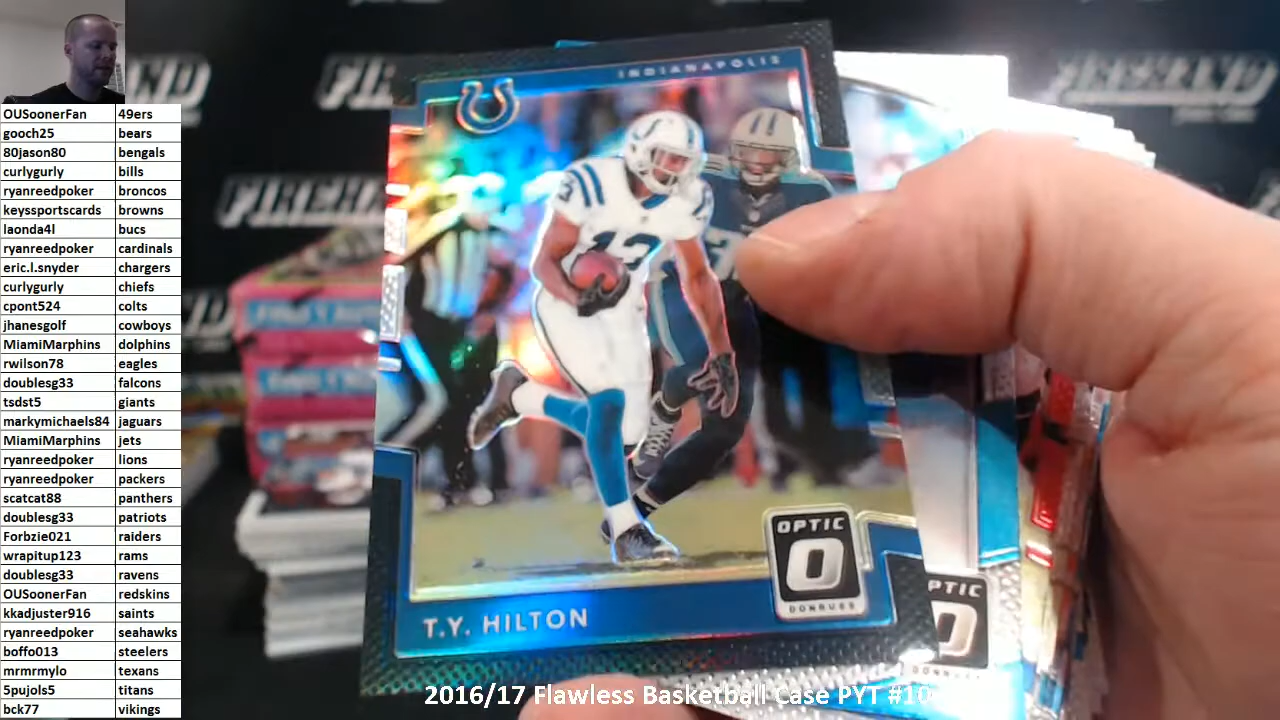 OUSoonerFan 49ers
gooch25 bears
80jason80 bengals
curlygurly bills
ryanreedpoker broncos
keyssportscards browns
laonda4l bucs
ryanreedpoker cardinals
eric.l.snyder chargers
curlygurly chiefs
cpont524 colts
jhanesgolf cowboys
MiamiMarphins dolphins
rwilson78 eagles
doublesg33 falcons
tsdst5 giants
markymichaels84 jaguars
MiamiMarphins jets
ryanreedpoker lions
ryanreedpoker packers
scatcat88 panthers
doublesg33 patriots
Forbzie021 raiders
wrapitup123 rams
doublesg33 ravens
OUSoonerFan redskins
kkadjuster916 saints
ryanreedpoker seahawks
boffo013 steelers
mrmrmylo texans
5pujols5 titans
bck77 vikings
INDIANAPOLIS
13
OPTIC
O
DONRUSS
T.Y. HILTON
2016/17 Flawless Basketball Case PYT #10